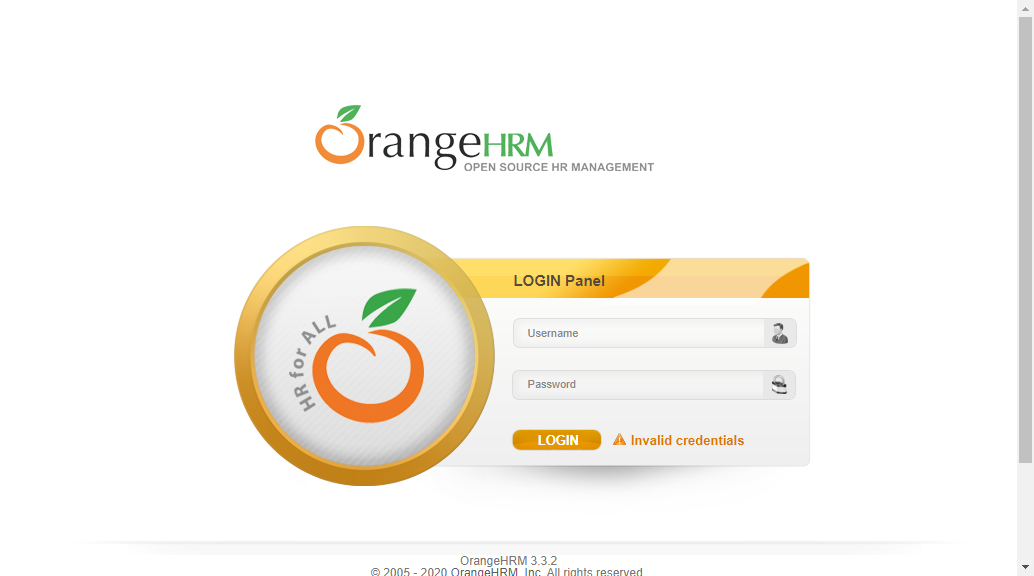 OrangeHRM
OPEN SOURCE HR MANAGEMENT
HR for ALL
LOGIN Panel
Username
Password
LOGIN
Invalid credentials
OrangeHRM 3.3.2
© 2005 - 2020 OrangeHRM, Inc. All rights reserved.